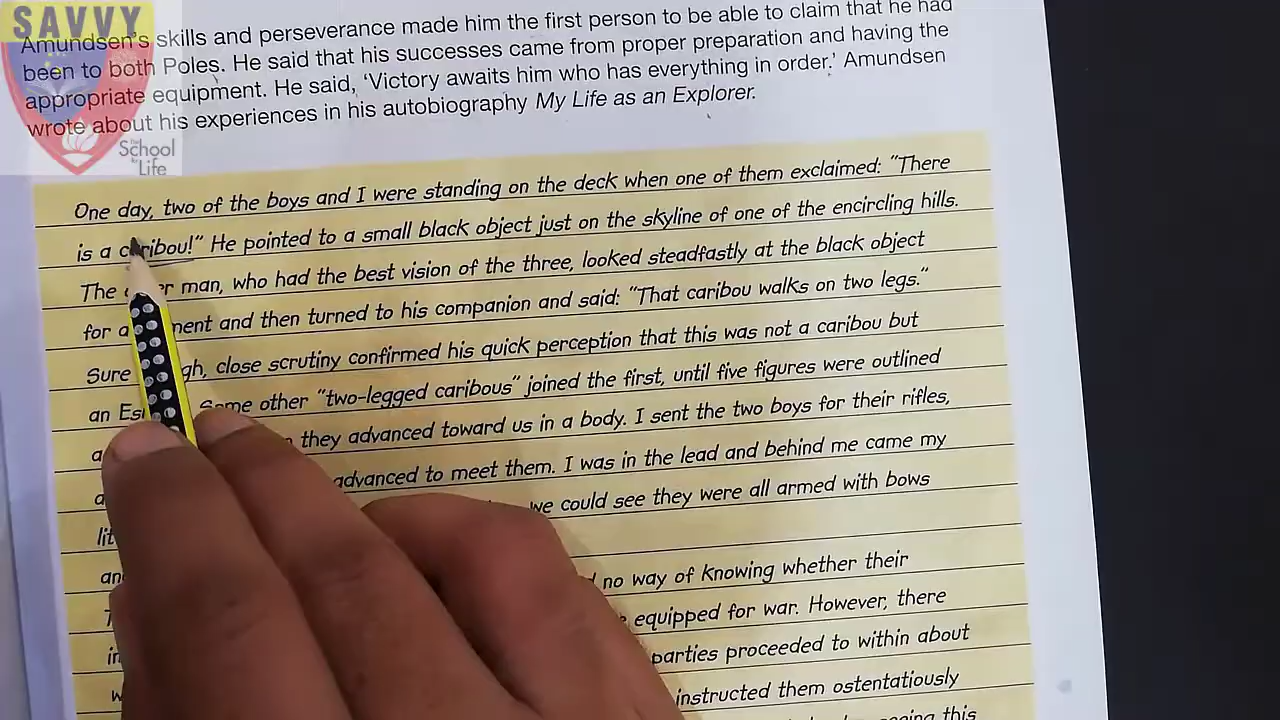 SAVVY
The School for Life
Amundsen's skills and perseverance made him the first person to be able to claim that he had
been to both Poles. He said that his successes came from proper preparation and having the
appropriate equipment. He said, 'Victory awaits him who has everything in order.' Amundsen
wrote about his experiences in his autobiography My Life as an Explorer.
One day, two of the boys and I were standing on the deck when one of them exclaimed: "There
is a caribou!" He pointed to a small black object just on the skyline of one of the encircling hills.
The man, who had the best vision of the three, looked steadfastly at the black object
for a and then turned to his companion and said: "That caribou walks on two legs."
Sure close scrutiny confirmed his quick perception that this was not a caribou but
an Some other "two-legged caribous" joined the first, until five figures were outlined
they advanced toward us in a body. I sent the two boys for their rifles,
advanced to meet them. I was in the lead and behind me came my
we could see they were all armed with bows
no way of knowing whether their
equipped for war. However, there
parties proceeded to within about
instructed them ostentatiously
this